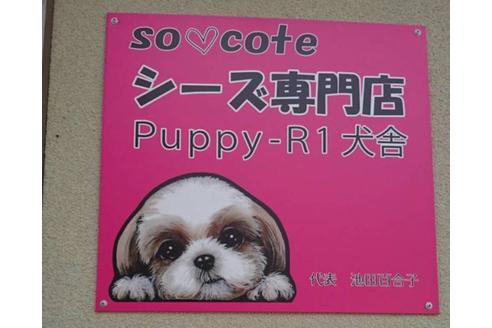 so♡cote
シーズ専門店
Puppy-R1犬舎
代表 池田百合子